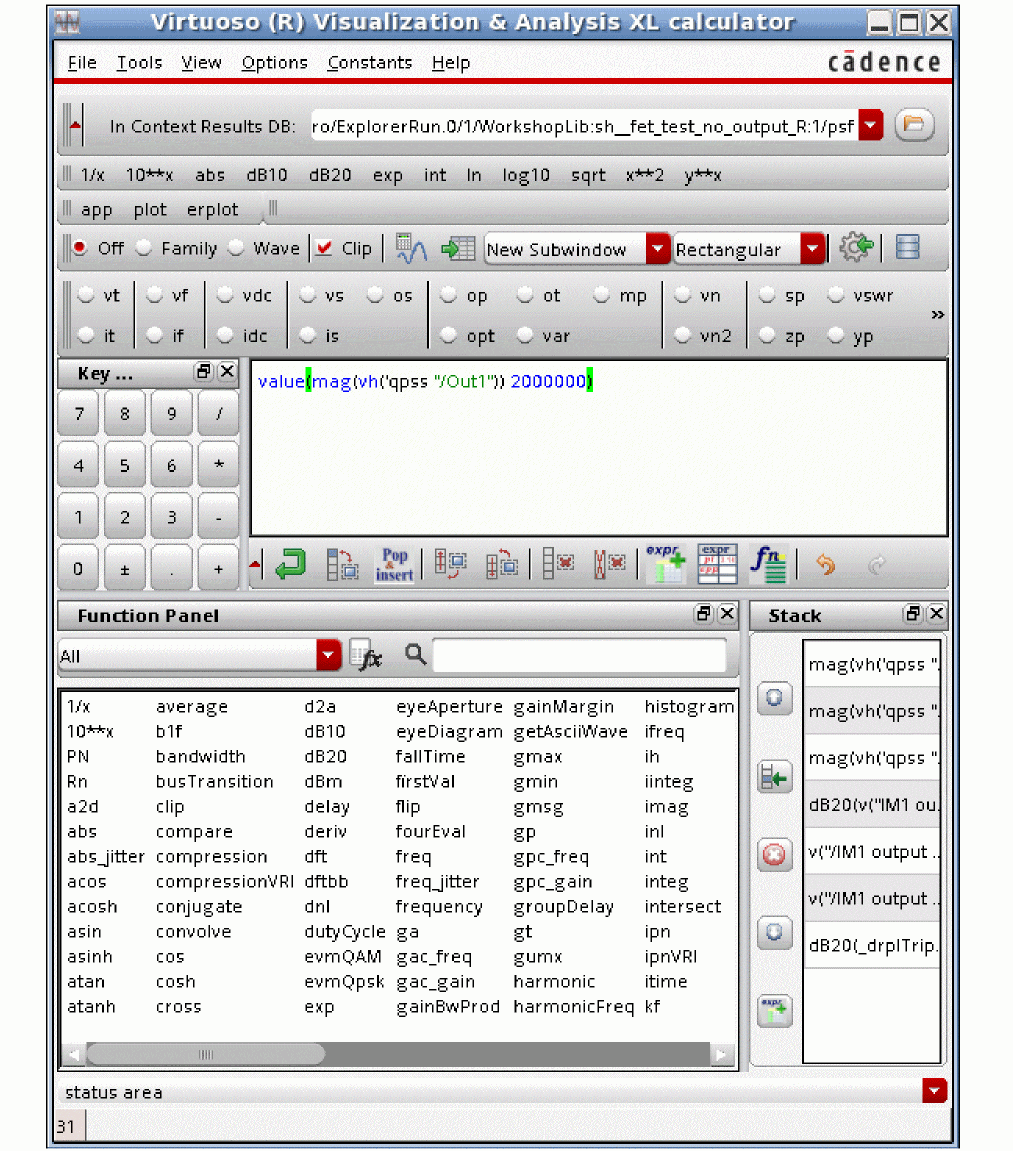 Virtuoso (R) Visualization & Analysis XL calculator
File Tools View Options Constants Help cādence
In Context Results DB: ro/ExplorerRun.0/1/WorkshopLib:sh__fet_test_no_output_R:1/psf
1/x 10**x abs dB10 dB20 exp int ln log10 sqrt x**2 y**x
app plot erplot
Off Family Wave Clip New Subwindow Rectangular
vt vf vdc vs os op ot mp vn sp vswr »
it if idc is opt var vn2 zp yp
Key ...
value(mag(vh('qpss "/Out1")) 2000000)
7 8 9 /
4 5 6 *
1 2 3 -
0 ± . +
Pop & insert expr expr fn
Function Panel Stack
All fx
1/x average d2a eyeAperture gainMargin histogram
10**x b1f dB10 eyeDiagram getAsciiWave ifreq
PN bandwidth dB20 fallTime gmax ih
Rn busTransition dBm firstVal gmin iinteg
a2d clip delay flip gmsg imag
abs compare deriv fourEval gp inl
abs_jitter compression dft freq gpc_freq int
acos compressionVRI dftbb freq_jitter gpc_gain integ
acosh conjugate dnl frequency groupDelay intersect
asin convolve dutyCycle ga gt ipn
asinh cos evmQAM gac_freq gumx ipnVRI
atan cosh evmQpsk gac_gain harmonic itime
atanh cross exp gainBwProd harmonicFreq kf
mag(vh('qpss ".
mag(vh('qpss ".
mag(vh('qpss ".
dB20(v("IM1 ou.
v("/IM1 output ..
v("/IM1 output ..
dB20(_drplTrip.
expr
status area
31